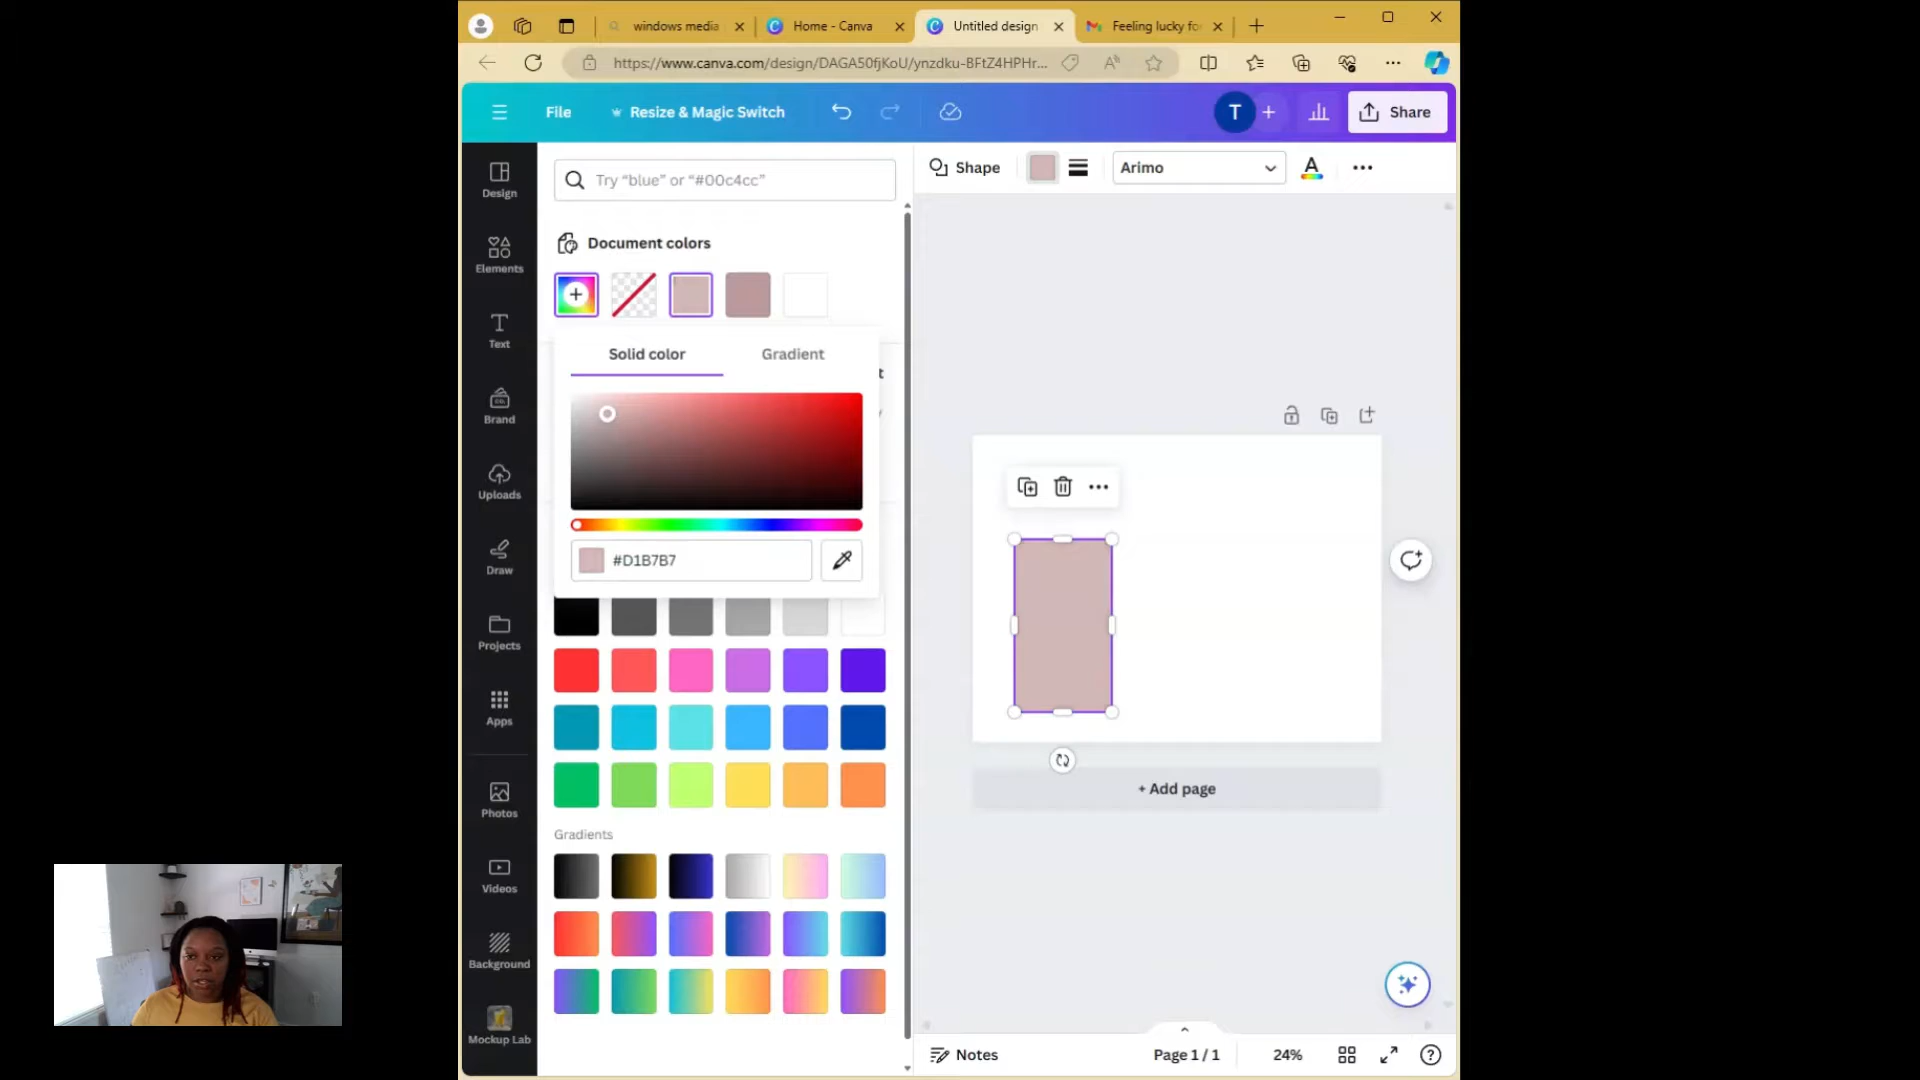 windows media
Home - Canva
Untitled design
Feeling lucky fo
https://www.canva.com/design/DAGA50fjKoU/ynzdku-BFtZ4HPHr...
File
Resize & Magic Switch
T
Share
Design
Elements
Text
Brand
Uploads
Draw
Projects
Apps
Photos
Videos
Background
Mockup Lab
Try “blue” or “#00c4cc”
Document colors
Solid color
Gradient
t
#D1B7B7
Gradients
Shape
Arimo
A
+ Add page
Notes
Page 1 / 1
24%